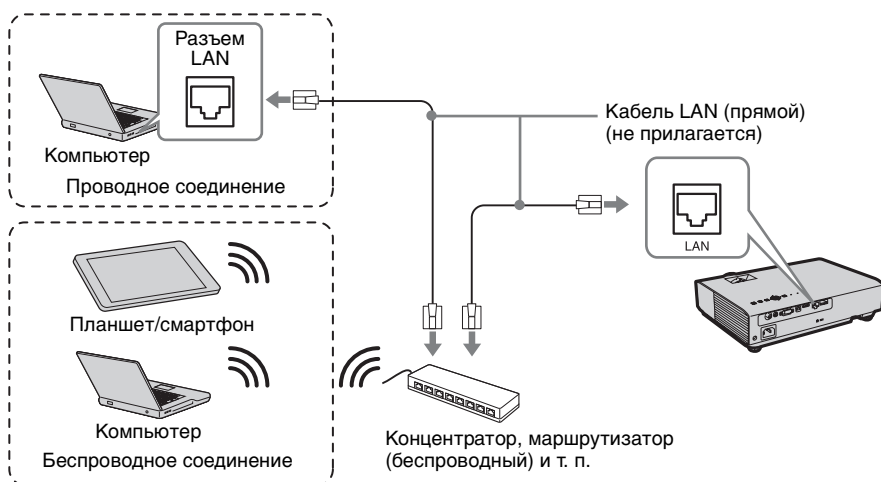 Разъем
LAN
Компьютер
Проводное соединение
Кабель LAN (прямой)
(не прилагается)
LAN
Планшет/смартфон
Компьютер
Беспроводное соединение
Концентратор, маршрутизатор
(беспроводный) и т. п.